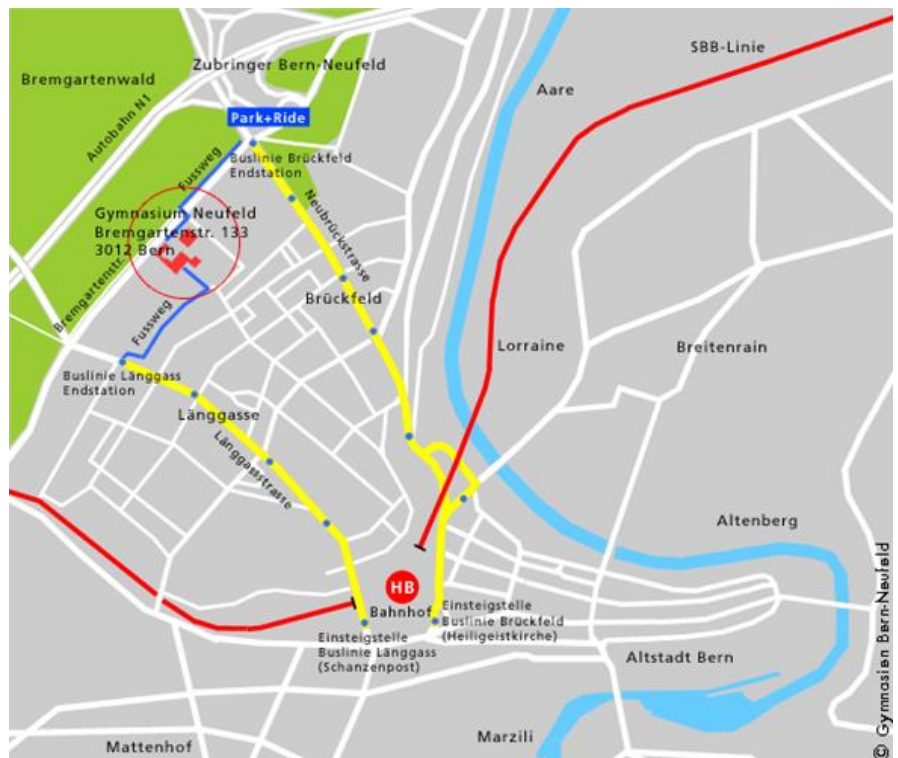 SBB-Linie
Zubringer Bern-Neufeld
Bremgartenwald
Aare
Autobahn N1
Park+Ride
Buslinie Brückfeld
Endstation
Fussweg
Neubrückstrasse
Gymnasium Neufeld
Bremgartenstr. 133
3012 Bern
Bremgartenstr.
Brückfeld
Fussweg
Lorraine
Breitenrain
Buslinie Länggass
Endstation
Länggasse
Länggassstrasse
Altenberg
HB
Bahnhof
Einsteigstelle
Buslinie Brückfeld
(Heiligeistkirche)
Einsteigstelle
Buslinie Länggass
(Schanzenpost)
Altstadt Bern
Marzili
Mattenhof
© Gymnasien Bern-Neufeld